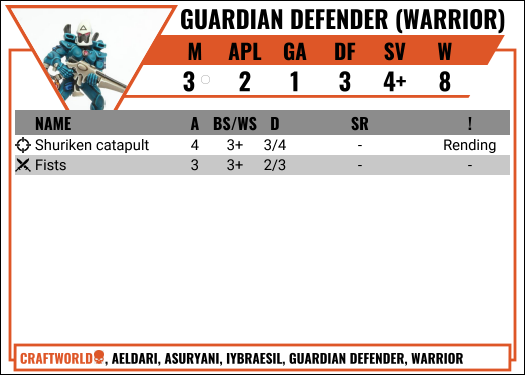 GUARDIAN DEFENDER (WARRIOR)
M APL GA DF SV W
3 2 1 3 4+ 8
NAME A BS/WS D SR !
Shuriken catapult 4 3+ 3/4 - Rending
Fists 3 3+ 2/3 - -
CRAFTWORLD, AELDARI, ASURYANI, IYBRAESIL, GUARDIAN DEFENDER, WARRIOR